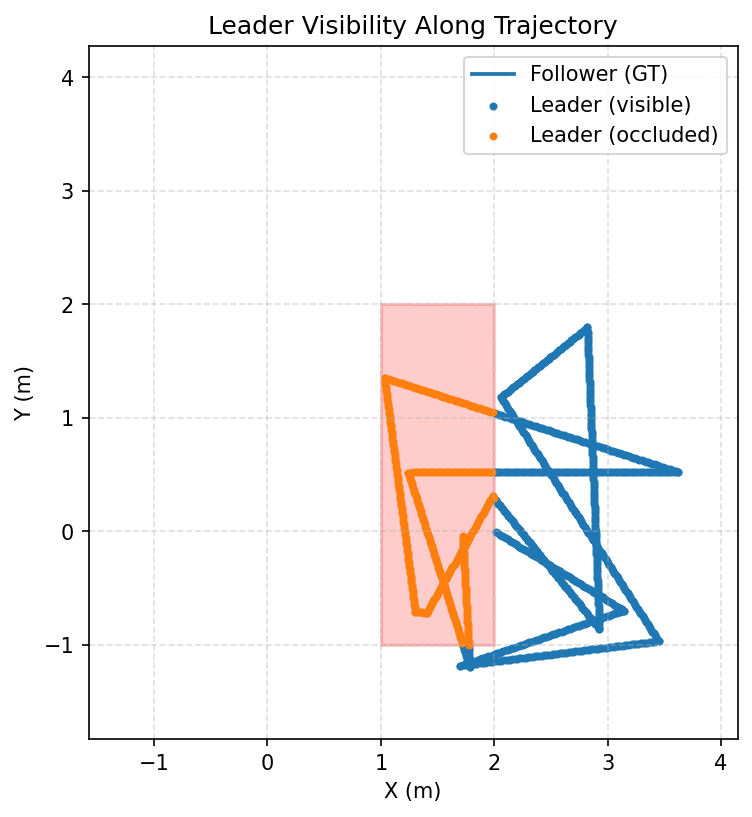 Leader Visibility Along Trajectory
Follower (GT)
Leader (visible)
Leader (occluded)
4
3
2
1
0
−1
Y (m)
−1
0
1
2
3
4
X (m)